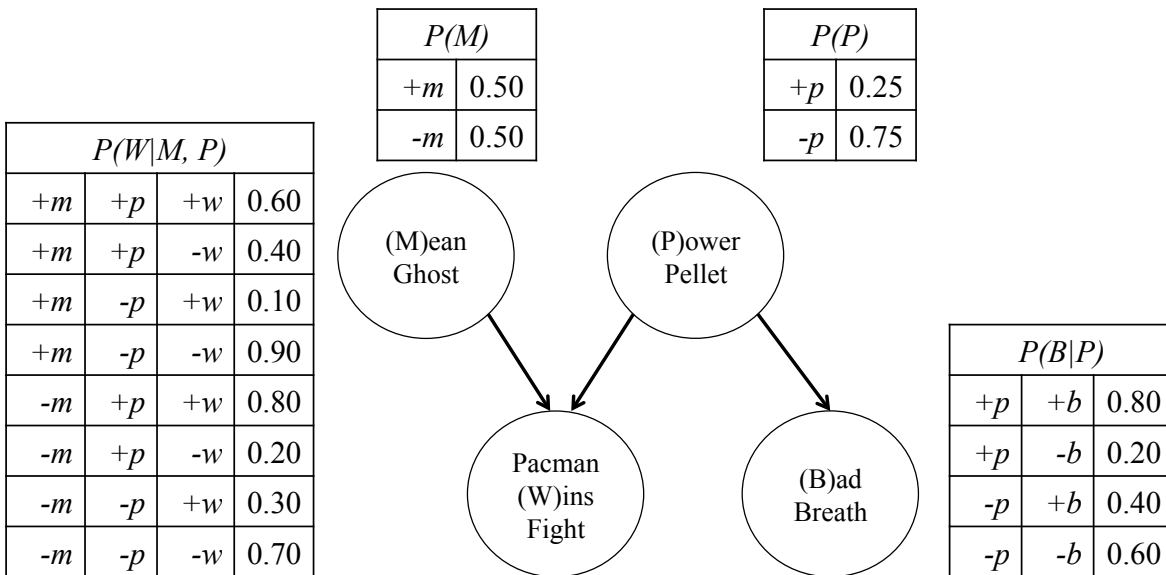 P(M)
+m 0.50
-m 0.50
P(P)
+p 0.25
-p 0.75
P(W|M, P)
+m +p +w 0.60
+m +p -w 0.40
+m -p +w 0.10
+m -p -w 0.90
-m +p +w 0.80
-m +p -w 0.20
-m -p +w 0.30
-m -p -w 0.70
(M)ean
Ghost
(P)ower
Pellet
Pacman
(W)ins
Fight
(B)ad
Breath
P(B|P)
+p +b 0.80
+p -b 0.20
-p +b 0.40
-p -b 0.60